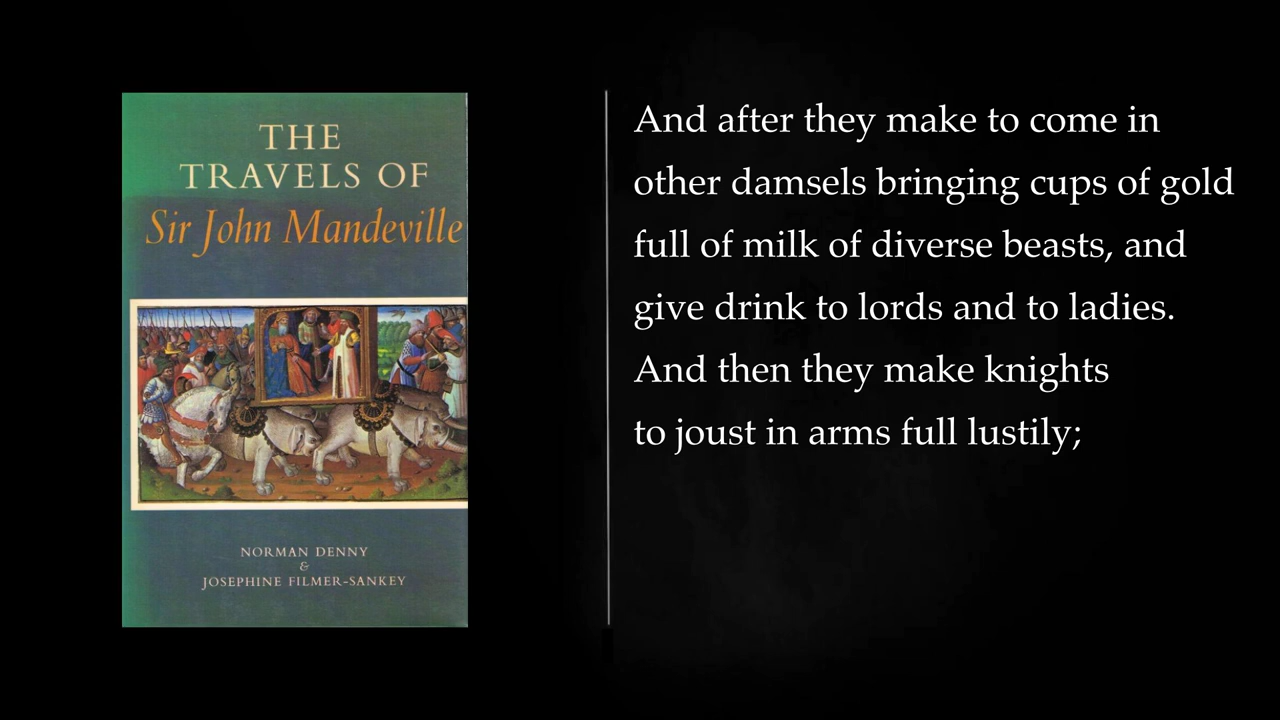 THE
TRAVELS OF
Sir John Mandeville
NORMAN DENNY
&
JOSEPHINE FILMER-SANKEY
And after they make to come in
other damsels bringing cups of gold
full of milk of diverse beasts, and
give drink to lords and to ladies.
And then they make knights
to joust in arms full lustily;